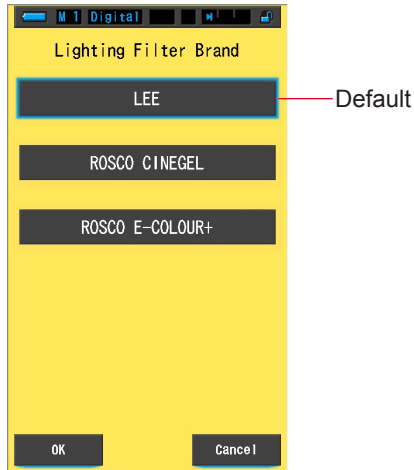 M 1 Digital
Lighting Filter Brand
LEE
Default
ROSCO CINEGEL
ROSCO E-COLOUR+
OK
Cancel